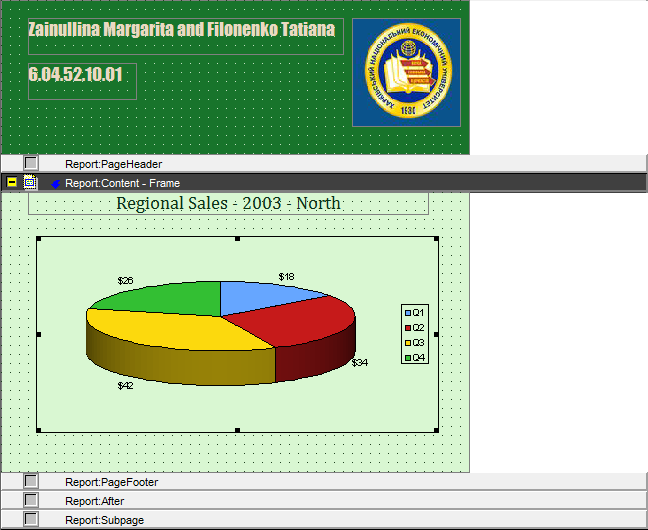 Zainullina Margarita and Filonenko Tatiana
6.04.52.10.01
ХАРКІВСЬКИЙ НАЦІОНАЛЬНИЙ ЕКОНОМІЧНИЙ УНІВЕРСИТЕТ
1930
Report:PageHeader
Report:Content - Frame
Regional Sales - 2003 - North
$26
$18
Q1
Q2
Q3
Q4
$34
$42
Report:PageFooter
Report:After
Report:Subpage